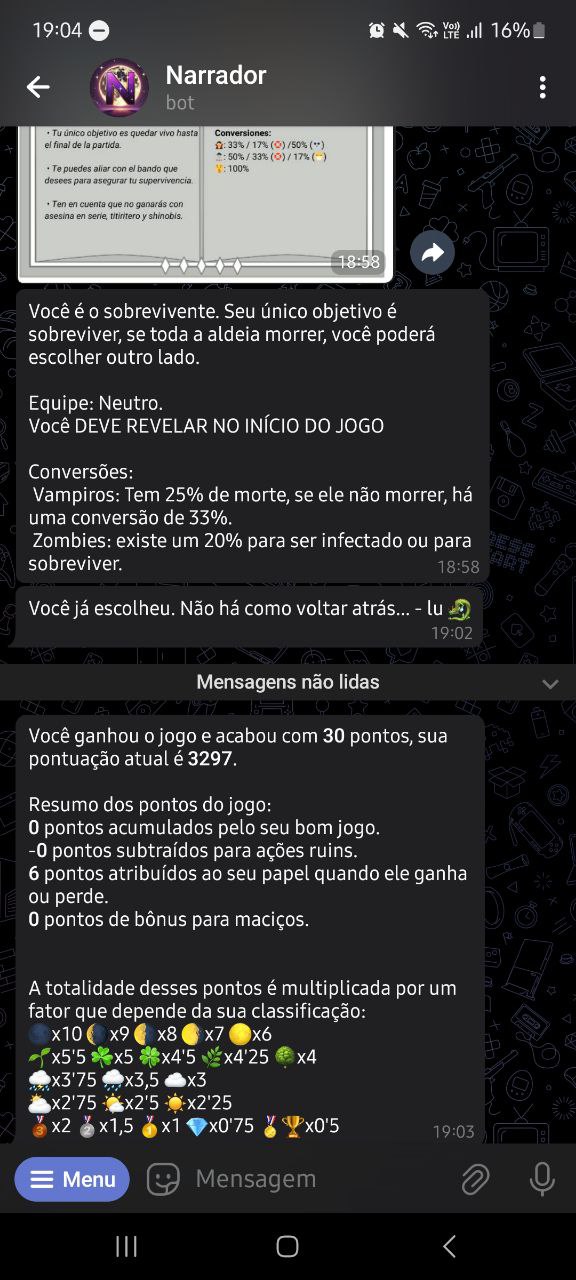 19:04
Vo))
LTE
16%
Narrador
bot
• Tu único objetivo es quedar vivo hasta
el final de la partida.
• Te puedes aliar con el bando que
desees para asegurar tu supervivencia.
• Ten en cuenta que no ganarás con
asesina en serie, titiritero y shinobis.
Conversiones:
🧛: 33% / 17% (💢) /50% (💀)
: 50% / 33% (💢) / 17% (😷)
🏆: 100%
18:58
Você é o sobrevivente. Seu único objetivo é
sobreviver, se toda a aldeia morrer, você poderá
escolher outro lado.
Equipe: Neutro.
Você DEVE REVELAR NO INÍCIO DO JOGO
Conversões:
Vampiros: Tem 25% de morte, se ele não morrer, há
uma conversão de 33%.
Zombies: existe um 20% para ser infectado ou para
sobreviver.
18:58
Você já escolheu. Não há como voltar atrás... - lu 🐉
19:02
Mensagens não lidas
Você ganhou o jogo e acabou com 30 pontos, sua
pontuação atual é 3297.
Resumo dos pontos do jogo:
0 pontos acumulados pelo seu bom jogo.
-0 pontos subtraídos para ações ruins.
6 pontos atribuídos ao seu papel quando ele ganha
ou perde.
0 pontos de bônus para maciços.
A totalidade desses pontos é multiplicada por um
fator que depende da sua classificação:
🌑x10 🌒x9 🌓x8 🌔x7 🌕x6
🌱x5'5 ☘️x5 🍀x4'5 🌿x4'25 🌳x4
⛈️x3'75 🌧️x3,5 ☁️x3
🌥️x2'75 🌤️x2'5 ☀️x2'25
🥉x2 🥈x1,5 🥇x1 💎x0'75 🏅🏆x0'5
19:03
Menu
Mensagem